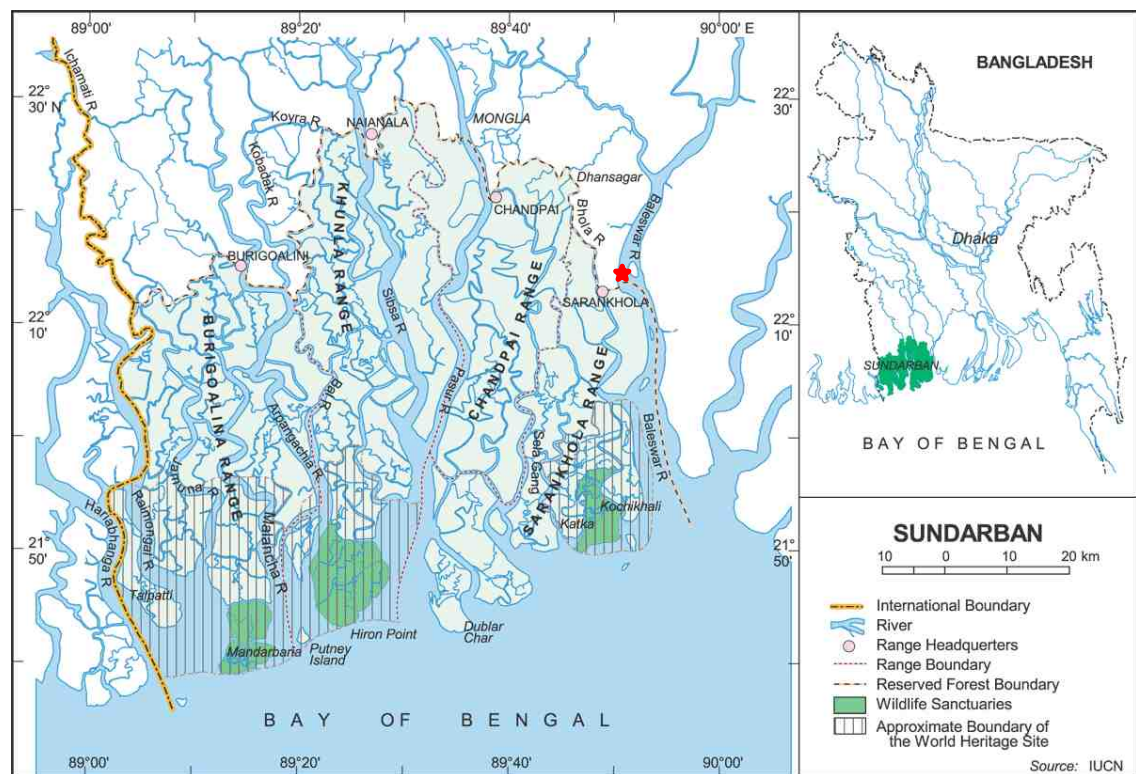 89°00'
89°20'
89°40'
90°00' E
22°
30' N
22°
30'
Ichamati R
Koyra R
NAIANALA
MONGLA
Kobadak R
KHUNLA RANGE
Dhansagar
CHANDPAI
Bhola R
Baleswar R
BURIGOALINI
SARANKHOLA
22°
10'
22°
10'
BURIGOALINA RANGE
Sibsa R
CHANDPAI RANGE
SARANKHOLA RANGE
Bal R
Pasur R
Arpangachia R
Sela Gang
Baleswar R
Jamuna R
Raimongal R
Hariabhanga R
Malancha R
Kochikhali
Katka
21°
50'
21°
50'
Talpatti
Mandarbaria
Putney
Island
Hiron Point
Dublar
Char
BAY OF BENGAL
89°00'
89°20'
89°40'
90°00'
BANGLADESH
Dhaka
SUNDARBAN
BAY OF BENGAL
SUNDARBAN
10 0 10 20 km
International Boundary
River
Range Headquarters
Range Boundary
Reserved Forest Boundary
Wildlife Sanctuaries
Approximate Boundary of
the World Heritage Site
Source: IUCN